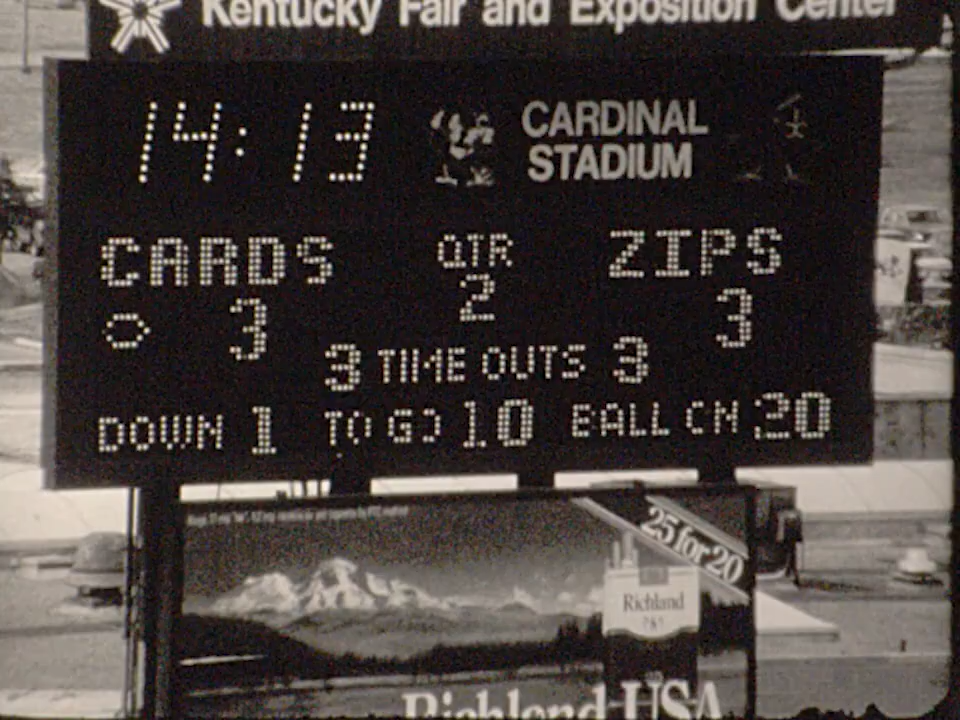 Kentucky Fair and Exposition Center
14:13
CARDINAL
STADIUM
CARDS QTR ZIPS
3 2 3
3 TIME OUTS 3
DOWN 1 TO GO 10 BALL ON 20
25 for 20
Richland
Richland USA